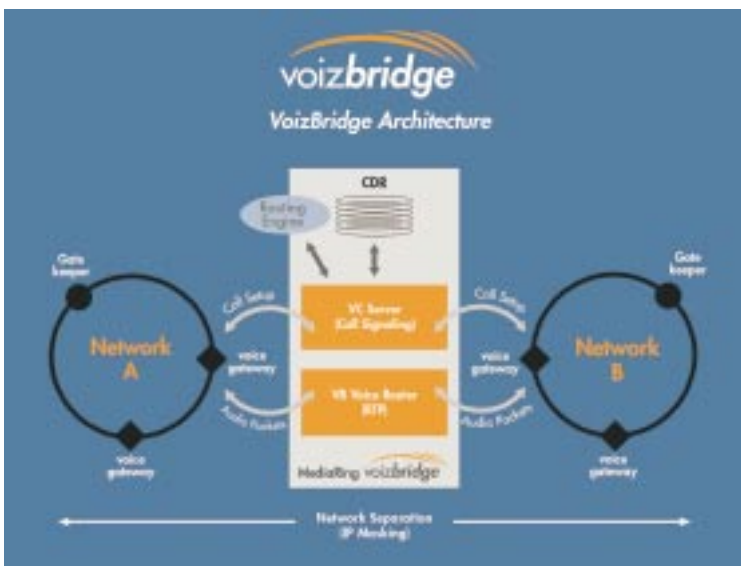 voizbridge
VoizBridge Architecture
CDR
Routing
Engine
Gate
keeper
Gate
keeper
Call Setup
VC Server
(Call Signaling)
Call Setup
Network
A
voice
gateway
voice
gateway
Network
B
VB Voice Router
(RTP)
Audio Packets
Audio Packets
voice
gateway
voice
gateway
MediaRing voizbridge
Network Separation
(IP Masking)